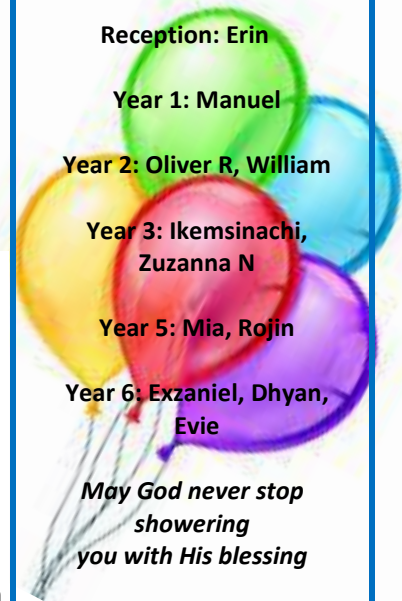 Reception: Erin
Year 1: Manuel
Year 2: Oliver R, William
Year 3: Ikemsinachi,
Zuzanna N
Year 5: Mia, Rojin
Year 6: Exzaniel, Dhyan,
Evie
May God never stop
showering
you with His blessing